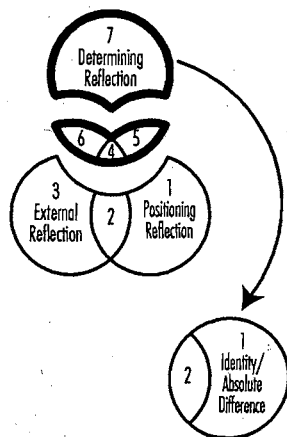 7
Determining
Reflection
6
5
4
3
External
Reflection
2
1
Positioning
Reflection
2
1
Identity/
Absolute
Difference